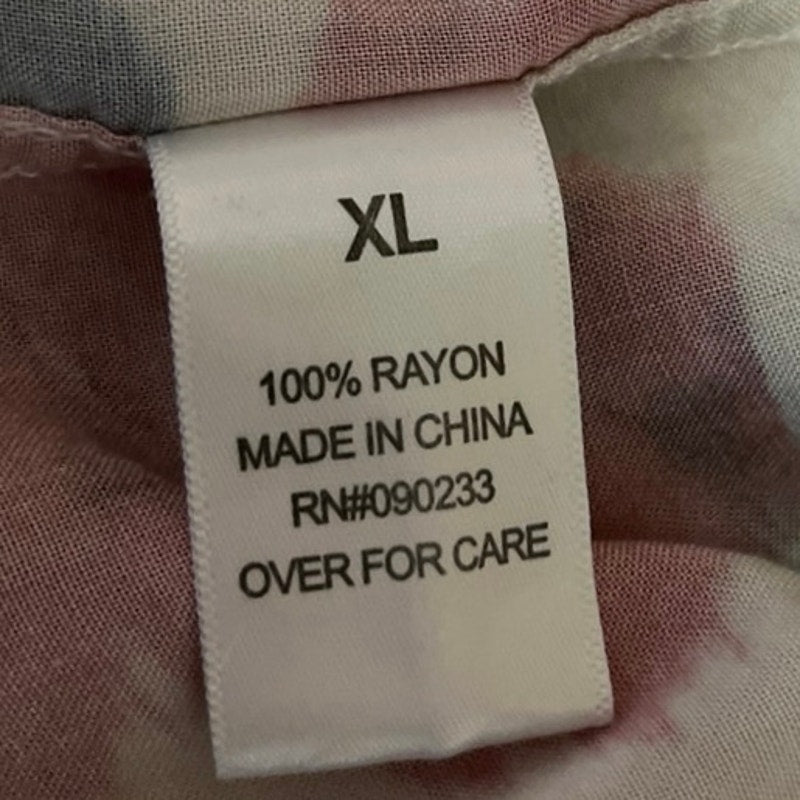 XL
100% RAYON
MADE IN CHINA
RN#090233
OVER FOR CARE